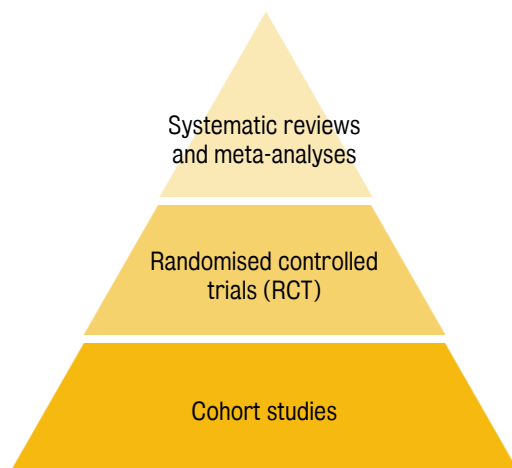 Systematic reviews
and meta-analyses
Randomised controlled
trials (RCT)
Cohort studies